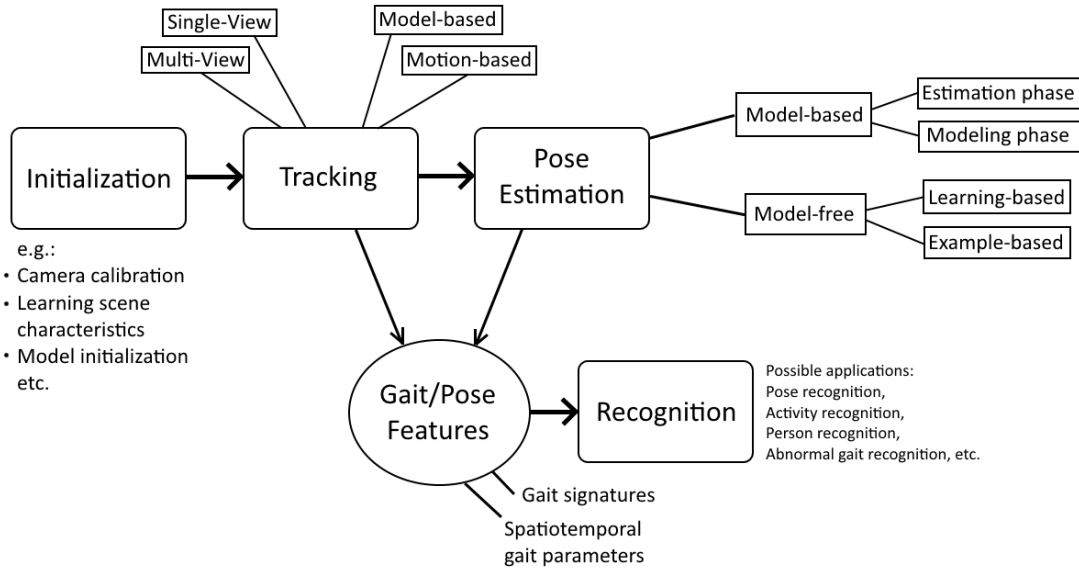 Single-View
Multi-View
Model-based
Motion-based
Initialization
Tracking
Pose
Estimation
Model-based
Estimation phase
Modeling phase
Model-free
Learning-based
Example-based
e.g.:
• Camera calibration
• Learning scene
characteristics
• Model initialization
etc.
Gait/Pose
Features
Recognition
Possible applications:
Pose recognition,
Activity recognition,
Person recognition,
Abnormal gait recognition, etc.
Gait signatures
Spatiotemporal
gait parameters